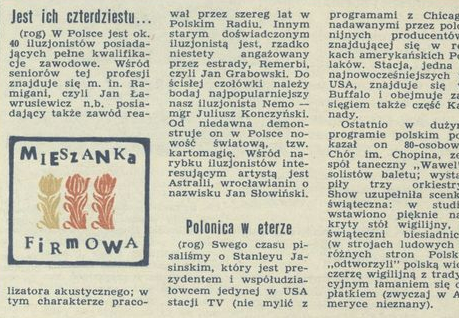 Jest ich czterdziestu...
(rog) W Polsce jest ok.
40 iluzjonistów posiada-
jących pełne kwalifika-
cje zawodowe. Wśród
seniorów tej profesji
znajduje się m. in. Ra-
migani, czyli Jan Ła-
wrusiewicz n.b. posia-
dający także zawód rea-
MIESZANKA
FIRMOWA
lizatora akustycznego; w
tym charakterze praco-
wał przez szereg lat w
Polskim Radiu. Innym
starym doświadczonym
iluzjonistą jest, rzadko
niestety angażowany
przez estrady, Remerbi,
czyli Jan Grabowski. Do
ścisłej czołówki należy
bodaj najpopularniejszy
nasz iluzjonista Nemo —
mgr Juliusz Konczyński.
Od niedawna demon-
struje on w Polsce no-
wość światową, tzw.
kartomagię. Wśród na-
rybku iluzjonistów inte-
resującym artystą jest
Astralli, wrocławianin o
nazwisku Jan Słowiński.
Polonica w eterze
(rog) Swego czasu pi-
saliśmy o Stanleyu Ja-
sinskim, który jest pre-
zydentem i współudzia-
łowcem jedynej w USA
stacji TV (nie mylić z
programami z Chicag
nadawanymi przez polo
nijnych producentów
znajdującej się w rę
kach amerykańskich Po
laków. Stacja, jedna
najnowocześniejszych
USA, znajduje się
Buffalo i obejmuje za
sięgiem także część Ka
nady.
Ostatnio w dużym
programie polskim po
kazał on 80-osobow
Chór im. Chopina, ze
spół taneczny „Wawel"
solistów baletu; wysta
piły trzy orkiestry
Show uzupełniła scenk
świąteczna: w studi
wstawiono pięknie na
kryty stół wigilijny,
świąteczni biesiadnic
(w strojach ludowych
różnych stron Polsk
„odtworzyli" polską wie
czerzę wigilijną z trady
cyjnym łamaniem się o
płatkiem (zwyczaj w A
meryce nieznany).